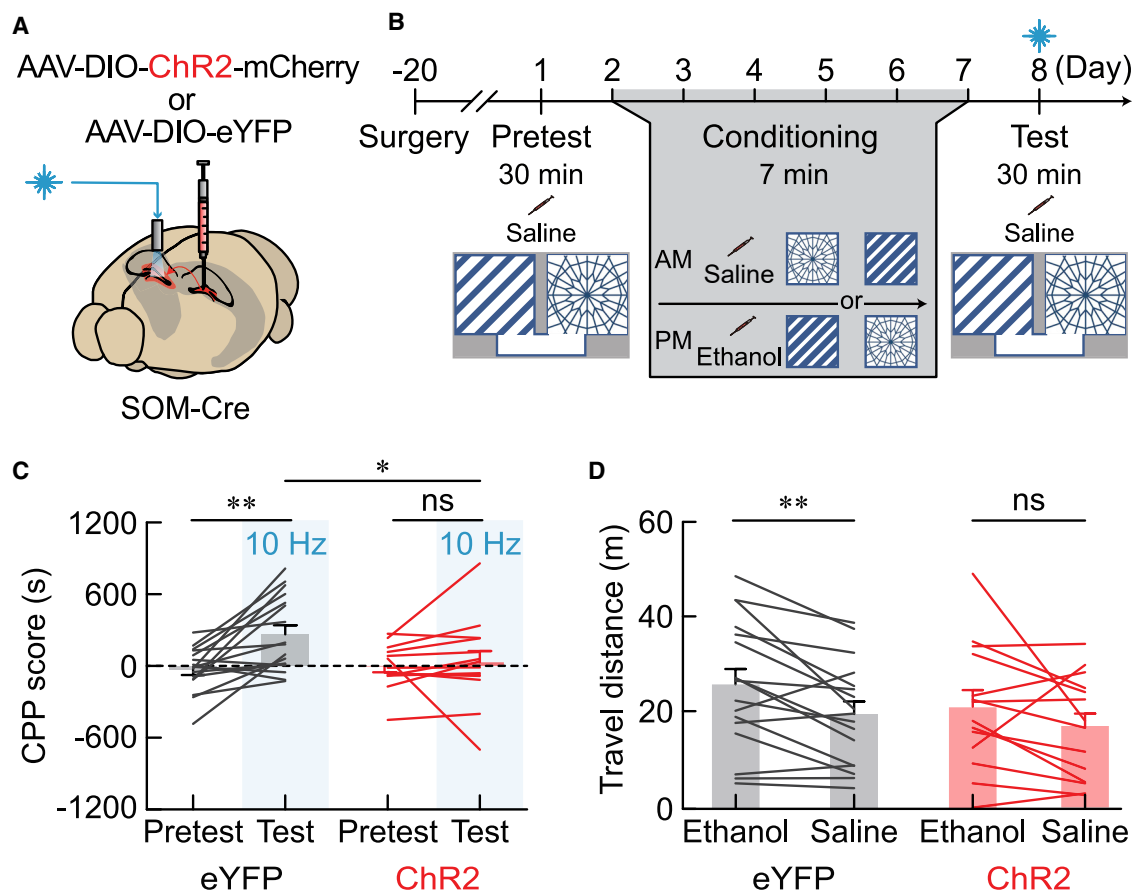 A
AAV-DIO-ChR2-mCherry
or
AAV-DIO-eYFP
SOM-Cre
B
-20 1 2 3 4 5 6 7 8 (Day)
Surgery Pretest Conditioning Test
30 min 7 min 30 min
Saline Saline
AM Saline
or
PM Ethanol
C
* 
** ns
10 Hz 10 Hz
CPP score (s)
1200
600
0
-600
-1200
Pretest Test Pretest Test
eYFP ChR2
D
** ns
Travel distance (m)
60
40
20
0
Ethanol Saline Ethanol Saline
eYFP ChR2